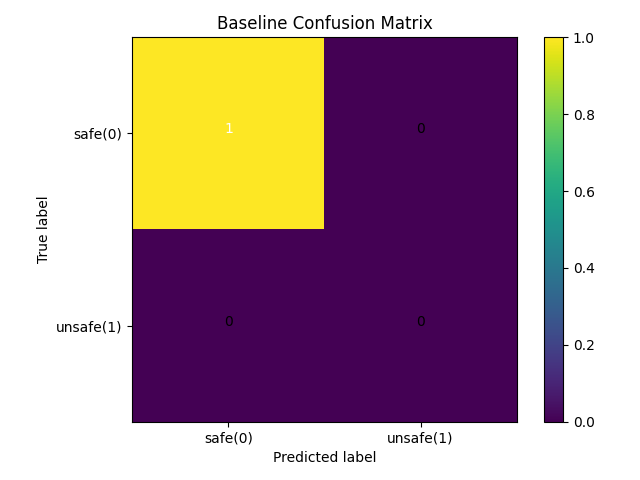 Baseline Confusion Matrix
True label
safe(0)
unsafe(1)
1 0
0 0
safe(0) unsafe(1)
Predicted label
1.0
0.8
0.6
0.4
0.2
0.0